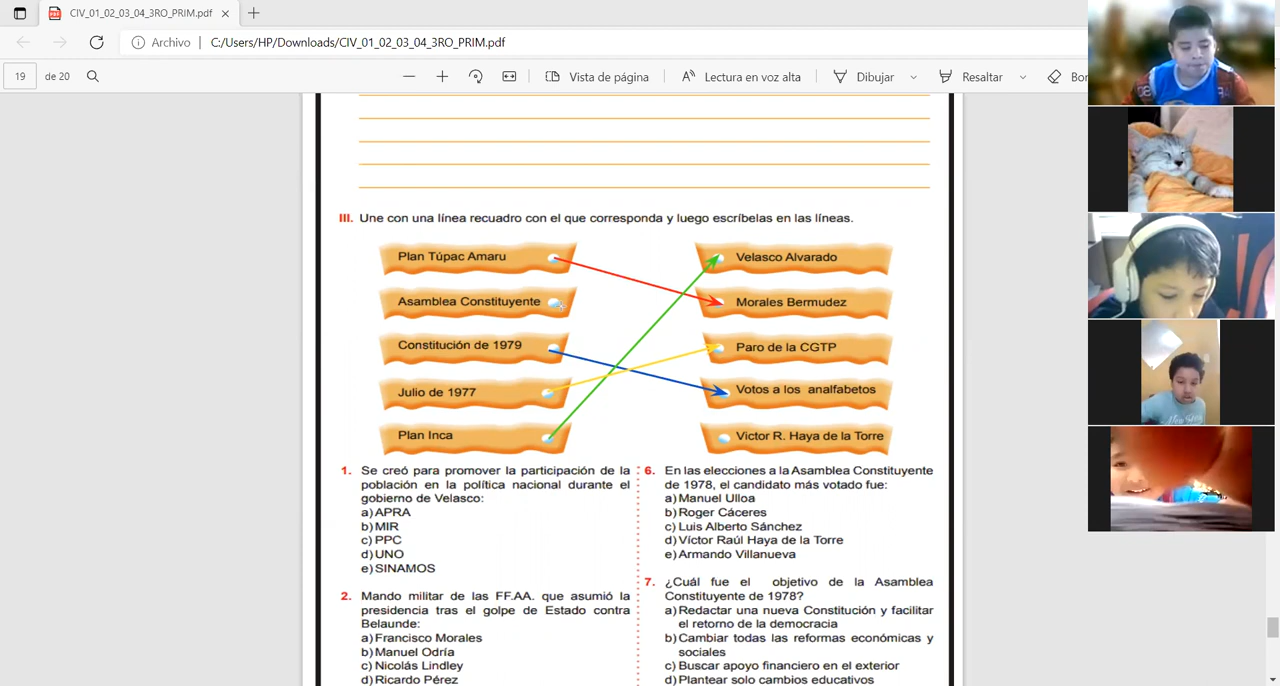 CIV_01_02_03_04_3RO_PRIM.pdf
Archivo | C:/Users/HP/Downloads/CIV_01_02_03_04_3RO_PRIM.pdf
19 de 20
Vista de página | Lectura en voz alta | Dibujar | Resaltar
III. Une con una línea recuadro con el que corresponda y luego escríbelas en las líneas.
Plan Túpac Amaru
Velasco Alvarado
Asamblea Constituyente
Morales Bermudez
Constitución de 1979
Paro de la CGTP
Julio de 1977
Votos a los analfabetos
Plan Inca
Victor R. Haya de la Torre
1. Se creó para promover la participación de la
población en la política nacional durante el
gobierno de Velasco:
a) APRA
b) MIR
c) PPC
d) UNO
e) SINAMOS
2. Mando militar de las FF.AA. que asumió la
presidencia tras el golpe de Estado contra
Belaunde:
a) Francisco Morales
b) Manuel Odría
c) Nicolás Lindley
d) Ricardo Pérez
6. En las elecciones a la Asamblea Constituyente
de 1978, el candidato más votado fue:
a) Manuel Ulloa
b) Roger Cáceres
c) Luis Alberto Sánchez
d) Víctor Raúl Haya de la Torre
e) Armando Villanueva
7. ¿Cuál fue el objetivo de la Asamblea
Constituyente de 1978?
a) Redactar una nueva Constitución y facilitar
el retorno de la democracia
b) Cambiar todas las reformas económicas y
sociales
c) Buscar apoyo financiero en el exterior
d) Plantear solo cambios educativos